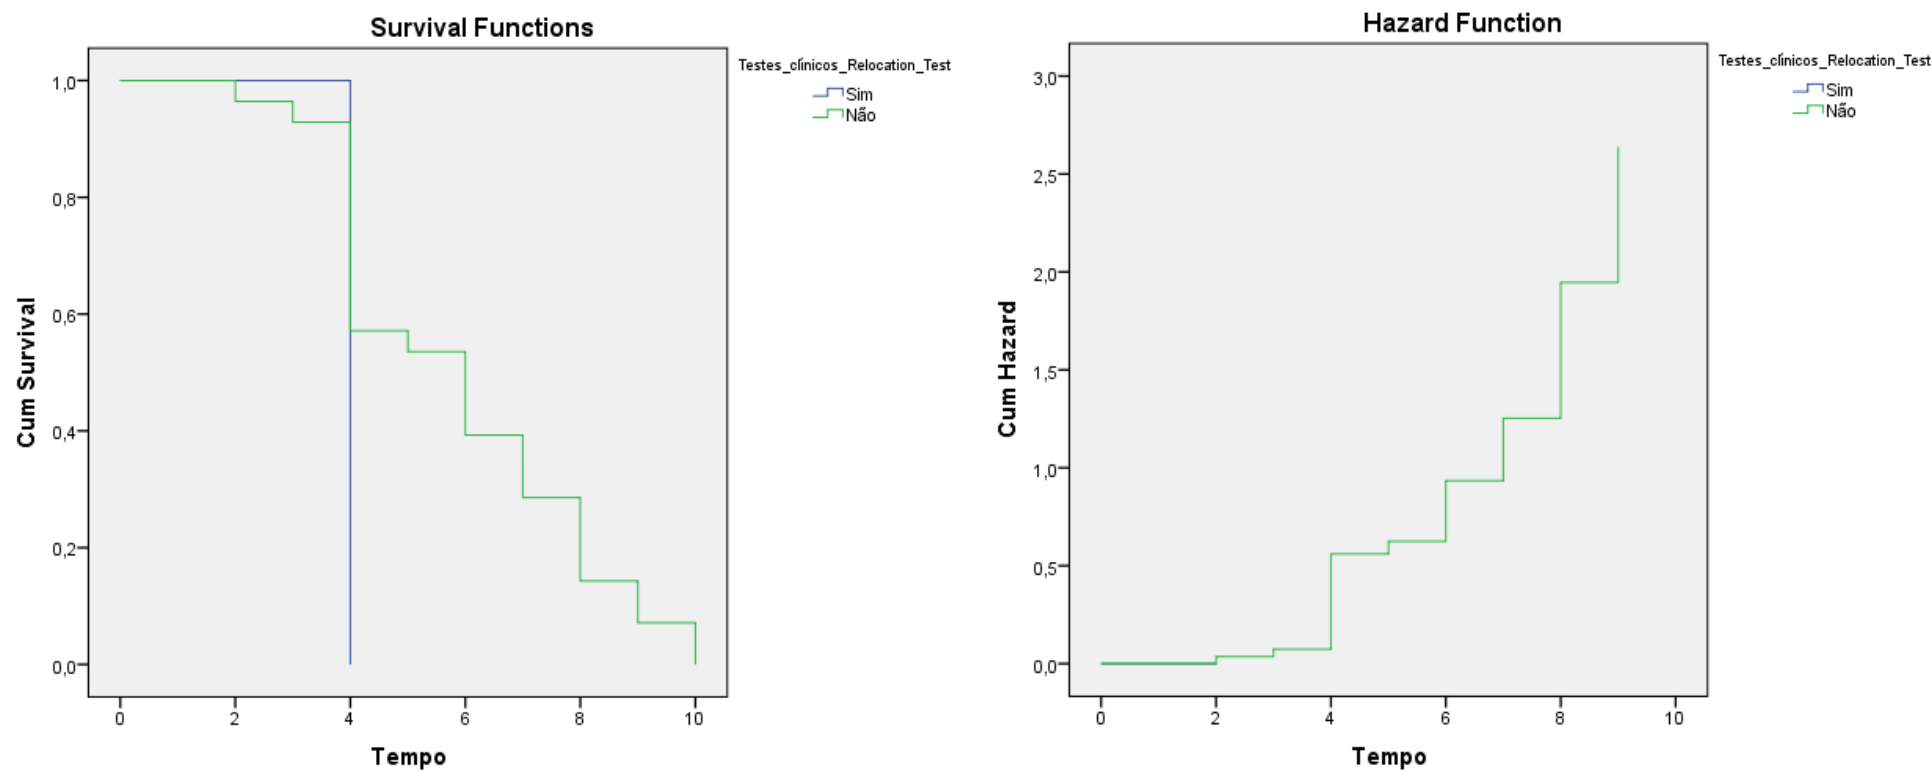 Survival Functions
Cum Survival
1,0
0,8
0,6
0,4
0,2
0,0
0 2 4 6 8 10
Tempo
Testes_clínicos_Relocation_Test
Sim
Não
Hazard Function
Cum Hazard
3,0
2,5
2,0
1,5
1,0
0,5
0,0
0 2 4 6 8 10
Tempo
Testes_clínicos_Relocation_Test
Sim
Não